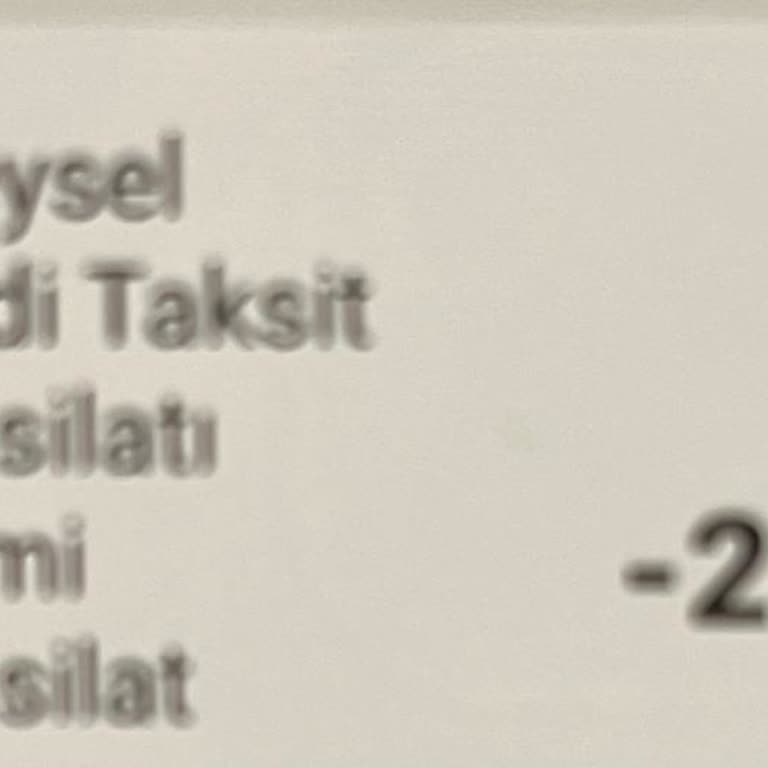 ysel
di Taksit
silatı
mi
silat
-2